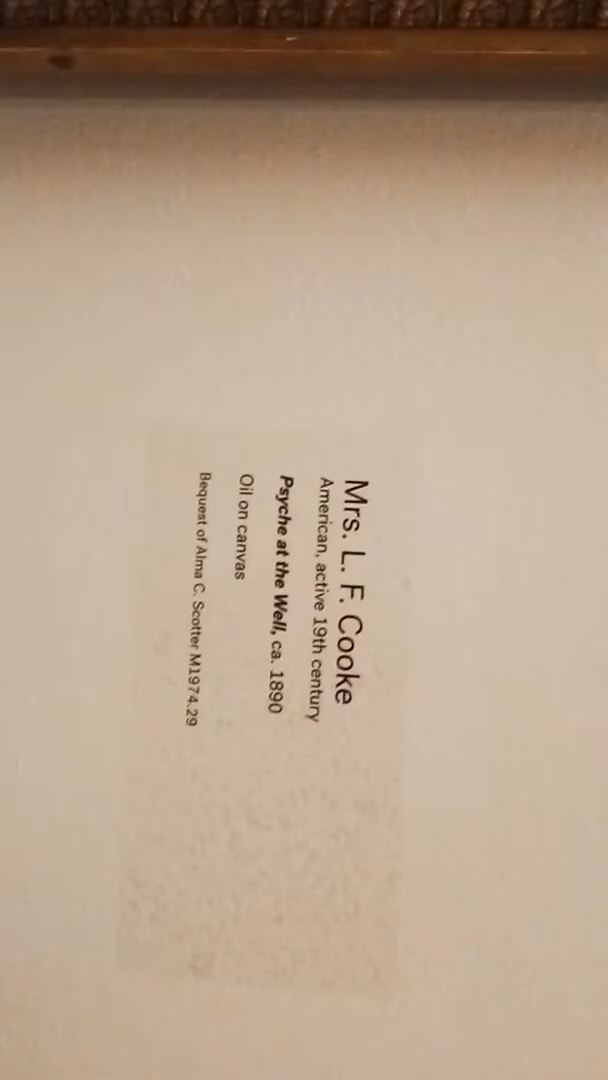 Mrs. L. F. Cooke
American, active 19th century
Psyche at the Well, ca. 1890
Oil on canvas
Bequest of Alma C. Scotter M1974.29